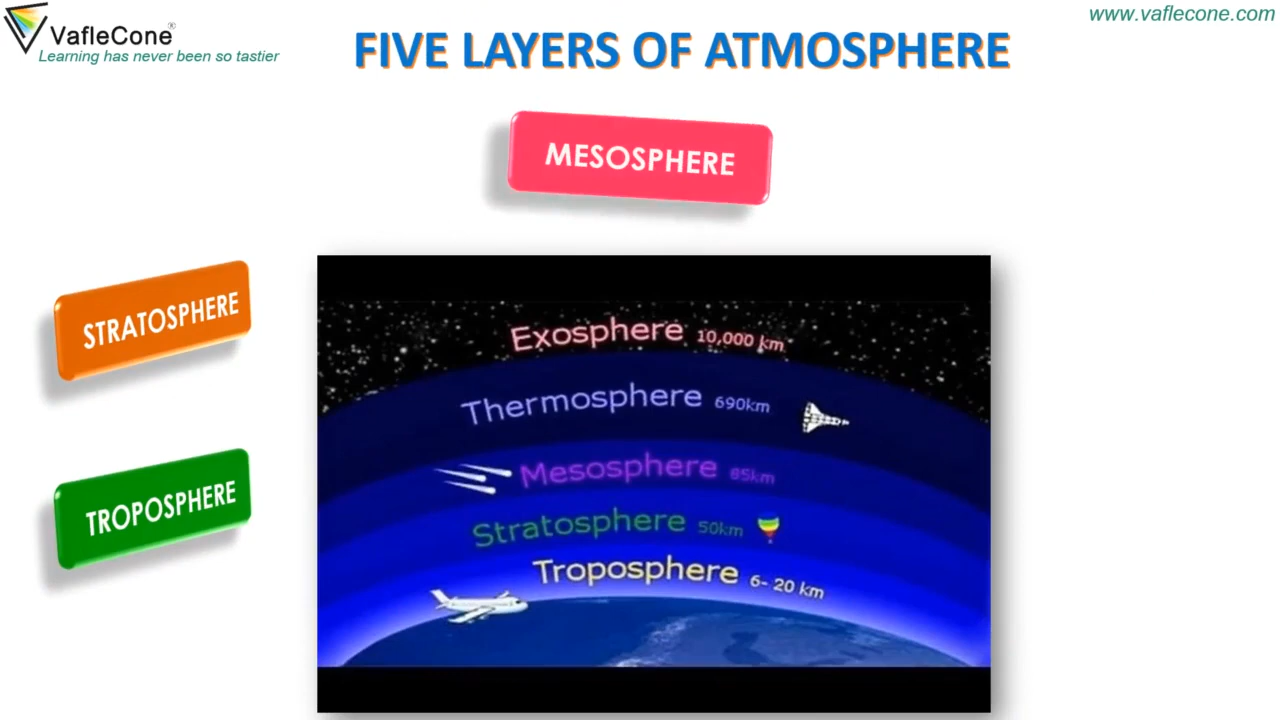 VafleCone®
Learning has never been so tastier
www.vaflecone.com
FIVE LAYERS OF ATMOSPHERE
MESOSPHERE
STRATOSPHERE
TROPOSPHERE
Exosphere 10,000 km
Thermosphere 690km
Mesosphere 85km
Stratosphere 50km
Troposphere 6- 20 km